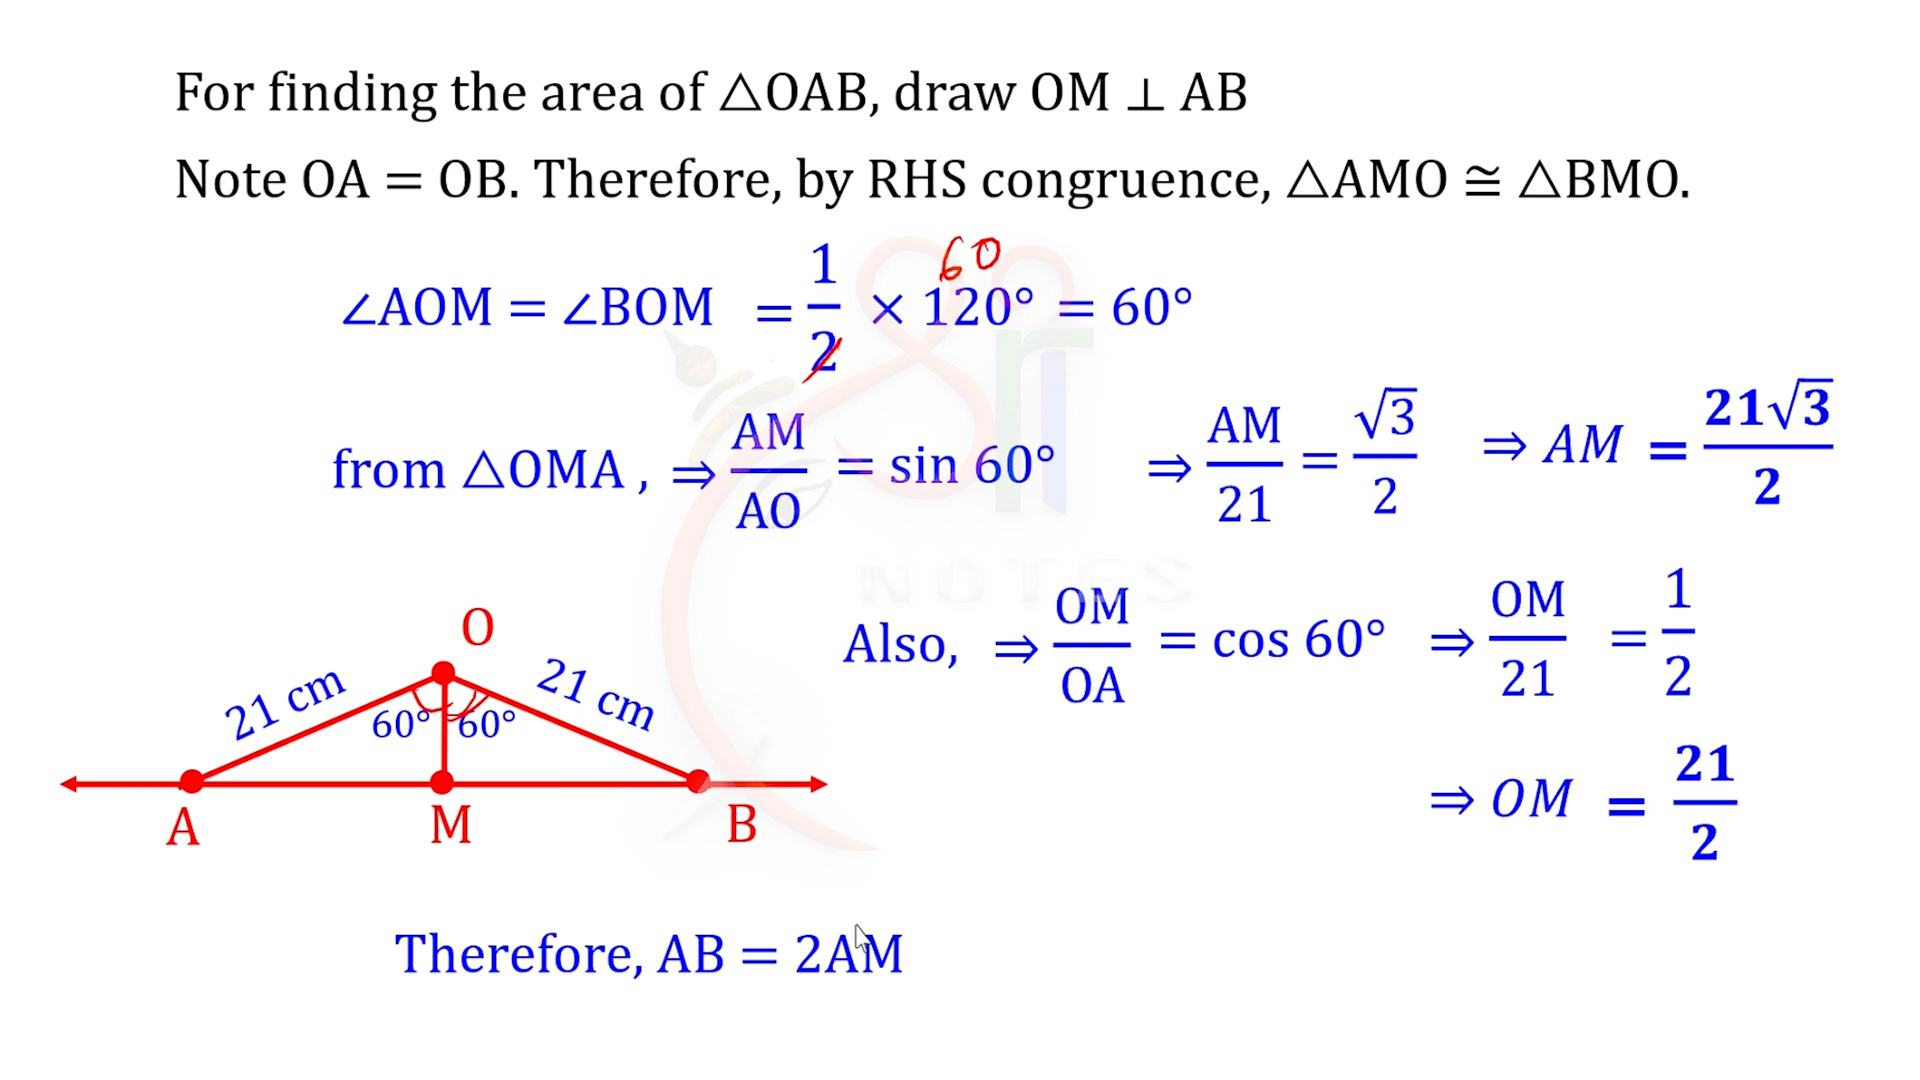 For finding the area of △OAB, draw OM ⊥ AB
Note OA = OB. Therefore, by RHS congruence, △AMO ≅ △BMO.
60
∠AOM = ∠BOM = 1/2 × 120° = 60°
from △OMA , ⇒ AM/AO = sin 60° ⇒ AM/21 = √3/2 ⇒ AM = 21√3/2
NOTES
Also, ⇒ OM/OA = cos 60° ⇒ OM/21 = 1/2
O
21 cm 21 cm
60° 60°
⇒ OM = 21/2
A M B
Therefore, AB = 2AM